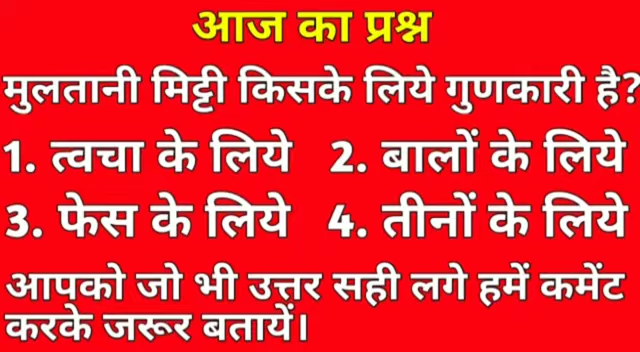 आज का प्रश्न
मुलतानी मिट्टी किसके लिये गुणकारी है?
1. त्वचा के लिये 2. बालों के लिये
3. फेस के लिये 4. तीनों के लिये
आपको जो भी उत्तर सही लगे हमें कमेंट
करके जरूर बतायें।